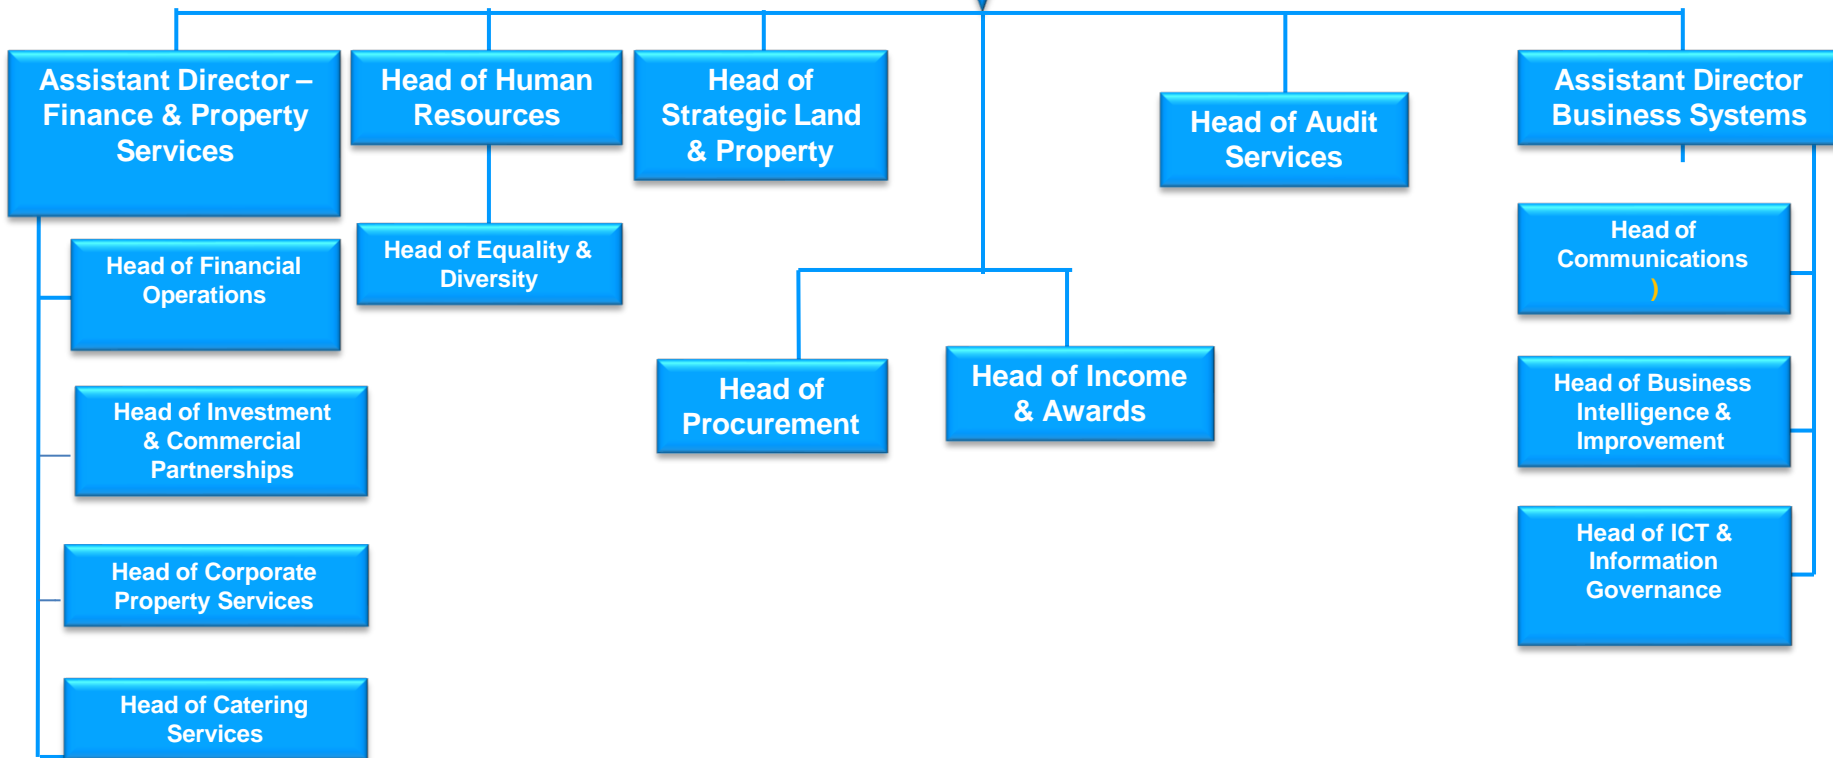 Assistant Director –
Finance & Property
Services
Head of Human
Resources
Head of
Strategic Land
& Property
Head of Audit
Services
Assistant Director
Business Systems
Head of Financial
Operations
Head of Equality &
Diversity
Head of
Communications
)
Head of Investment
& Commercial
Partnerships
Head of
Procurement
Head of Income
& Awards
Head of Business
Intelligence &
Improvement
Head of Corporate
Property Services
Head of ICT &
Information
Governance
Head of Catering
Services